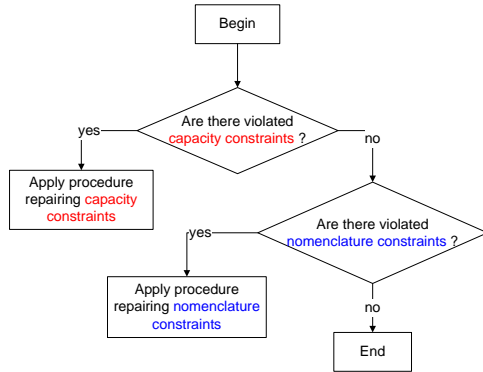 Begin
Are there violated
capacity constraints ?
yes
no
Apply procedure
repairing capacity
constraints
Are there violated
nomenclature constraints ?
yes
Apply procedure
repairing nomenclature
constraints
no
End